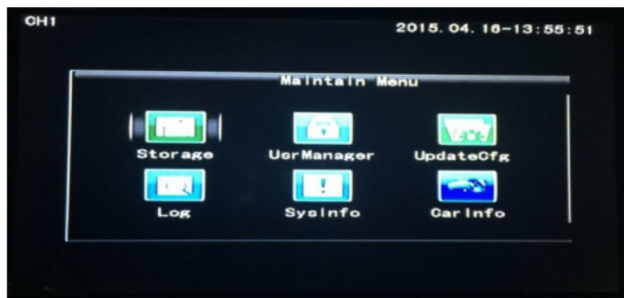 CH1
2015.04.16-13:55:51
Maintain Menu
Storage UsrManager UpdateCfg
Log SysInfo CarInfo